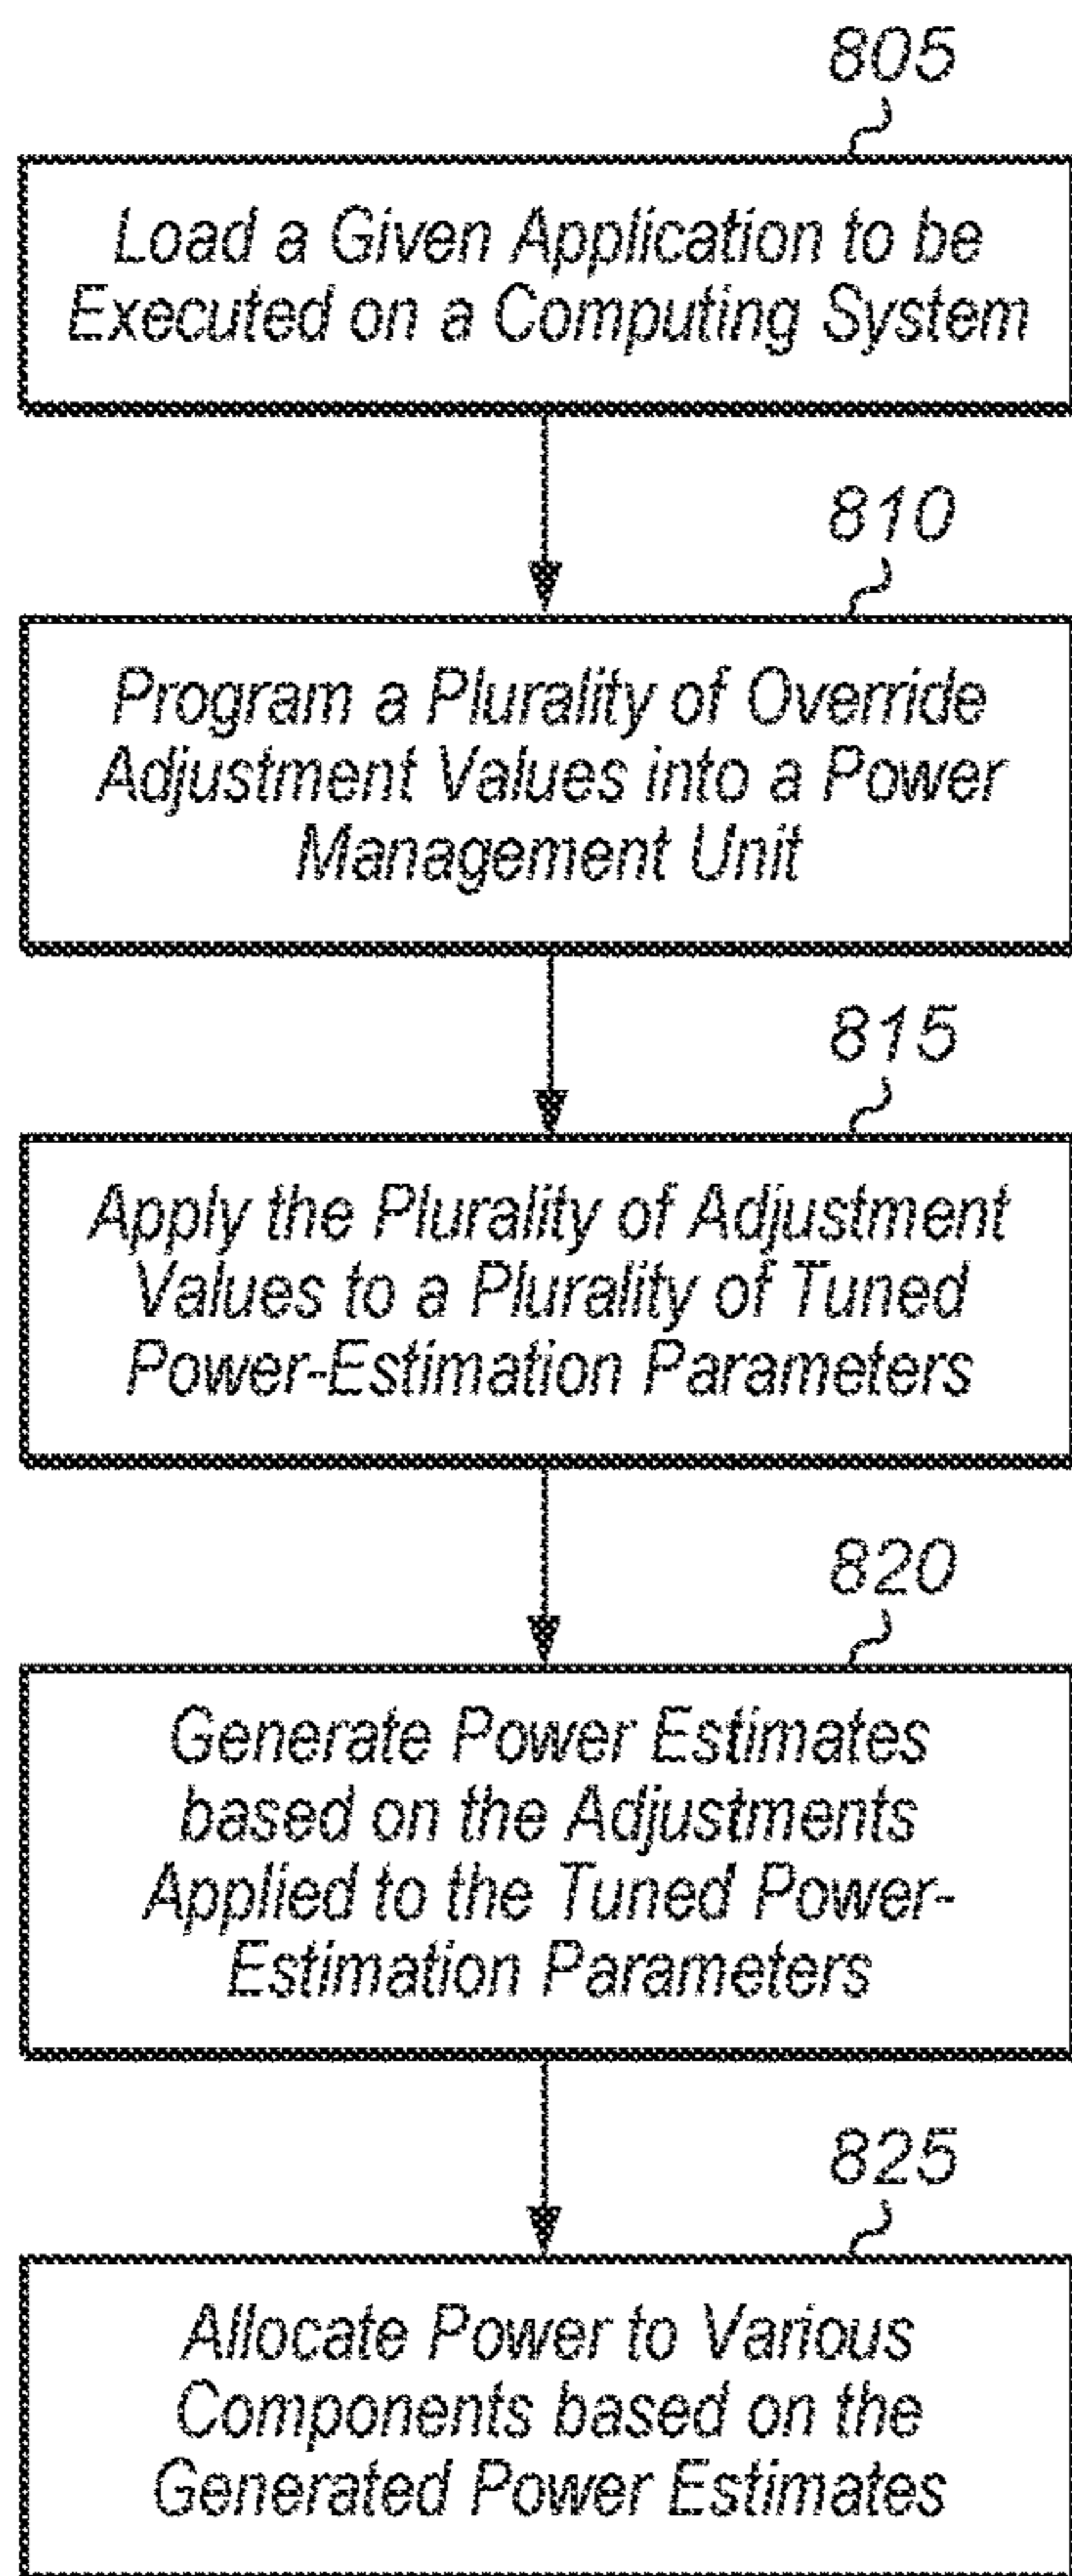 805
Load a Given Application to be
Executed on a Computing System
810
Program a Plurality of Override
Adjustment Values into a Power
Management Unit
815
Apply the Plurality of Adjustment
Values to a Plurality of Tuned
Power-Estimation Parameters
820
Generate Power Estimates
based on the Adjustments
Applied to the Tuned Power-
Estimation Parameters
825
Allocate Power to Various
Components based on the
Generated Power Estimates